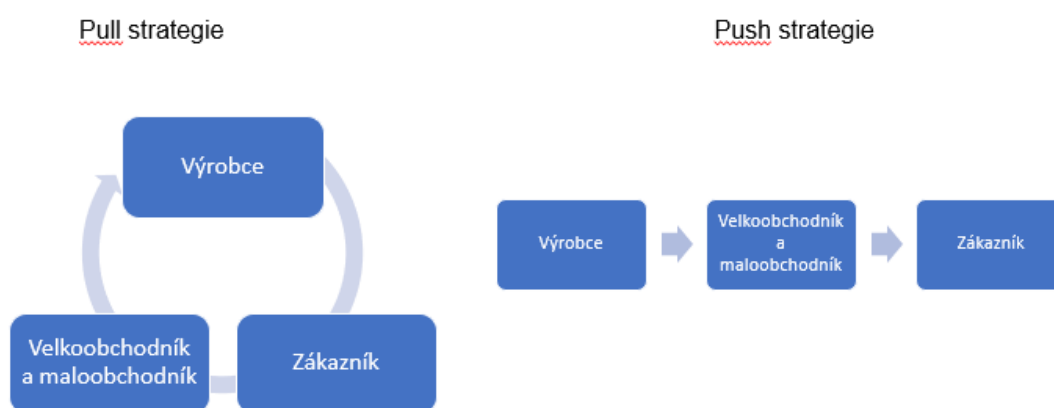 Pull strategie
Výrobce
Velkoobchodník
a maloobchodník
Zákazník
Push strategie
Výrobce
Velkoobchodník
a
maloobchodník
Zákazník